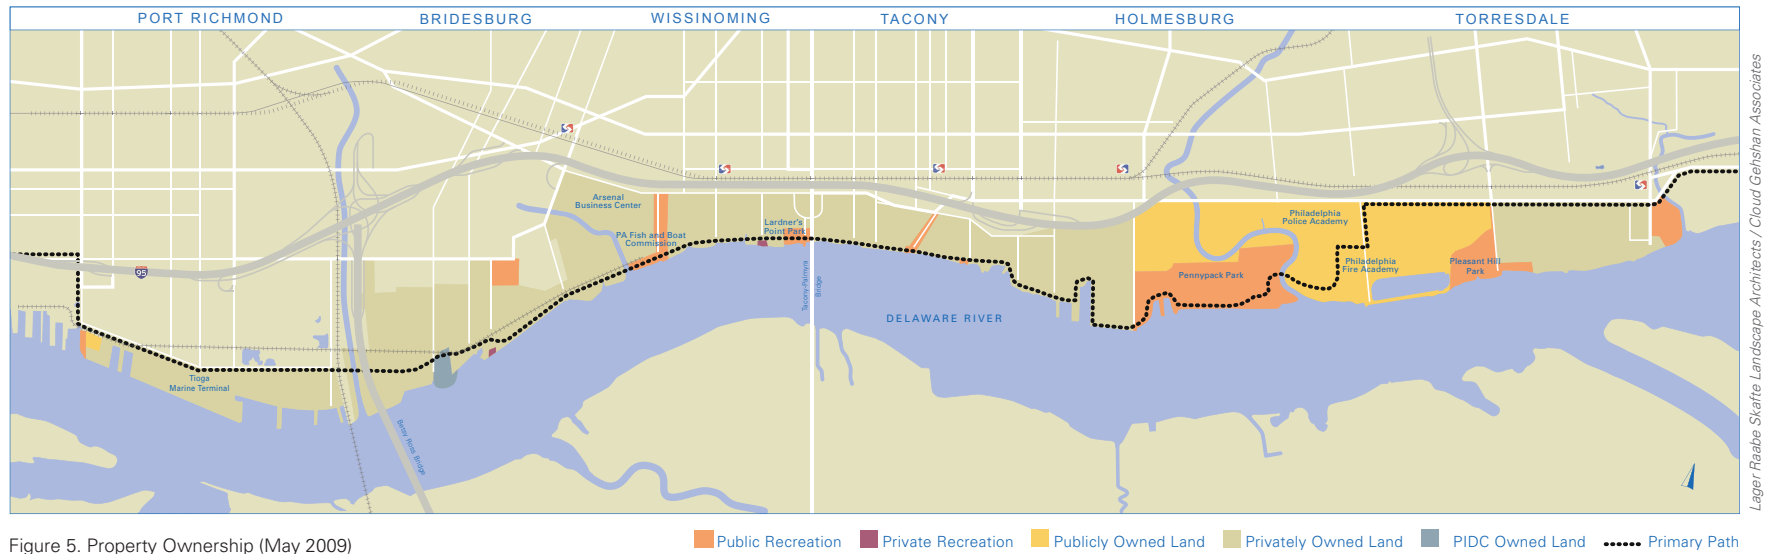 PORT RICHMOND BRIDESBURG WISSINOMING TACONY HOLMESBURG TORRESDALE
Arsenal
Business Center
PA Fish and Boat
Commission
Lardner's
Point Park
Philadelphia
Police Academy
Philadelphia
Fire Academy
Pleasant Hill
Park
Pennypack Park
95
Tacony-Palmyra
Bridge
DELAWARE RIVER
Tioga
Marine Terminal
Betsy Ross Bridge
Lager Raabe Skafte Landscape Architects / Cloud Gehshan Associates
Figure 5. Property Ownership (May 2009)
Public Recreation Private Recreation Publicly Owned Land Privately Owned Land PIDC Owned Land Primary Path